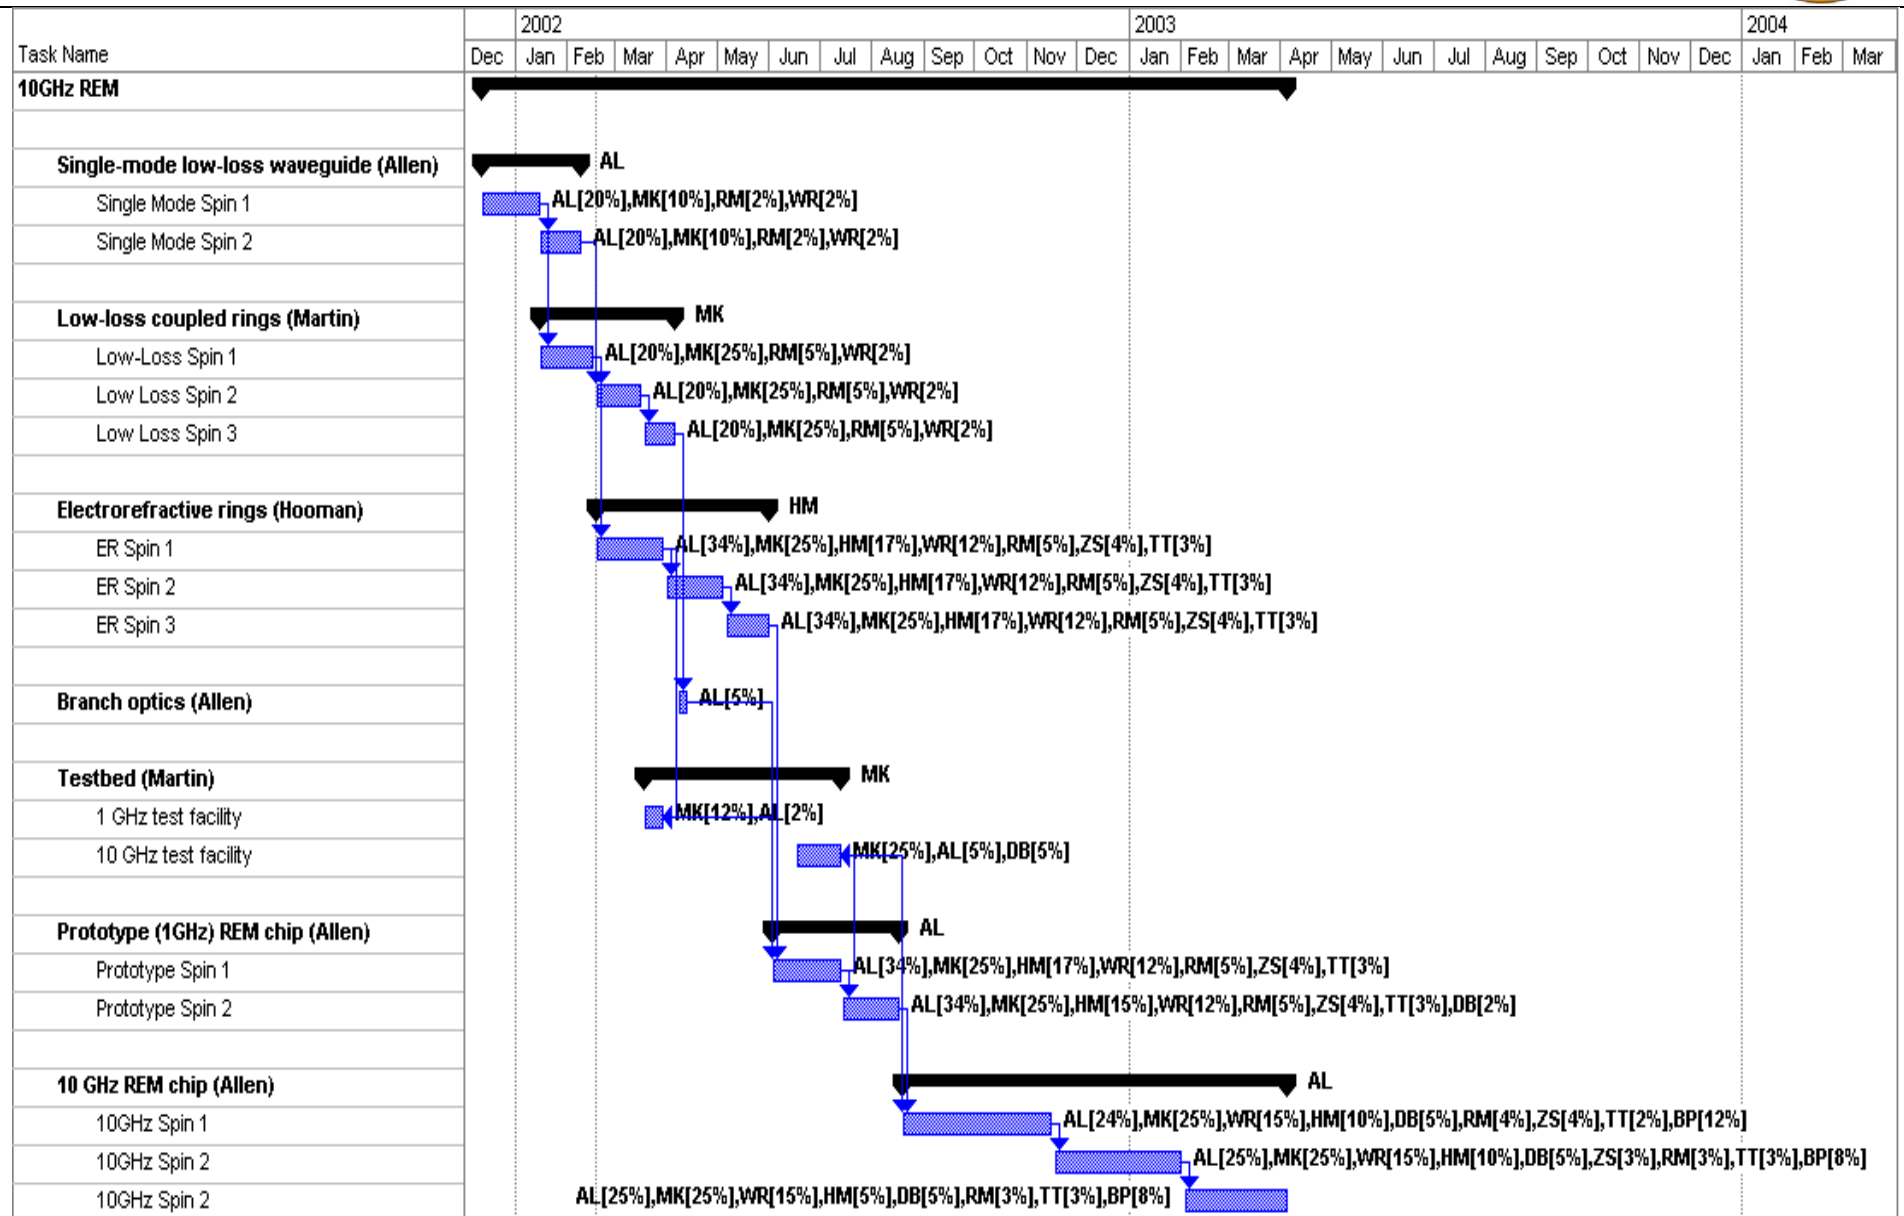 2002 2003 2004
Task Name Dec Jan Feb Mar Apr May Jun Jul Aug Sep Oct Nov Dec Jan Feb Mar Apr May Jun Jul Aug Sep Oct Nov Dec Jan Feb Mar
10GHz REM
Single-mode low-loss waveguide (Allen) AL
Single Mode Spin 1 AL[20%],MK[10%],RM[2%],WR[2%]
Single Mode Spin 2 AL[20%],MK[10%],RM[2%],WR[2%]
Low-loss coupled rings (Martin) MK
Low-Loss Spin 1 AL[20%],MK[25%],RM[5%],WR[2%]
Low Loss Spin 2 AL[20%],MK[25%],RM[5%],WR[2%]
Low Loss Spin 3 AL[20%],MK[25%],RM[5%],WR[2%]
Electrorefractive rings (Hooman) HM
ER Spin 1 AL[34%],MK[25%],HM[17%],WR[12%],RM[5%],ZS[4%],TT[3%]
ER Spin 2 AL[34%],MK[25%],HM[17%],WR[12%],RM[5%],ZS[4%],TT[3%]
ER Spin 3 AL[34%],MK[25%],HM[17%],WR[12%],RM[5%],ZS[4%],TT[3%]
Branch optics (Allen) AL[5%]
Testbed (Martin) MK
1 GHz test facility MK[12%],AL[2%]
10 GHz test facility MK[25%],AL[5%],DB[5%]
Prototype (1GHz) REM chip (Allen) AL
Prototype Spin 1 AL[34%],MK[25%],HM[17%],WR[12%],RM[5%],ZS[4%],TT[3%]
Prototype Spin 2 AL[34%],MK[25%],HM[15%],WR[12%],RM[5%],ZS[4%],TT[3%],DB[2%]
10 GHz REM chip (Allen) AL
10GHz Spin 1 AL[24%],MK[25%],WR[15%],HM[10%],DB[5%],RM[4%],ZS[4%],TT[2%],BP[12%]
10GHz Spin 2 AL[25%],MK[25%],WR[15%],HM[10%],DB[5%],ZS[3%],RM[3%],TT[3%],BP[8%]
10GHz Spin 2 AL[25%],MK[25%],WR[15%],HM[5%],DB[5%],RM[3%],TT[3%],BP[8%]